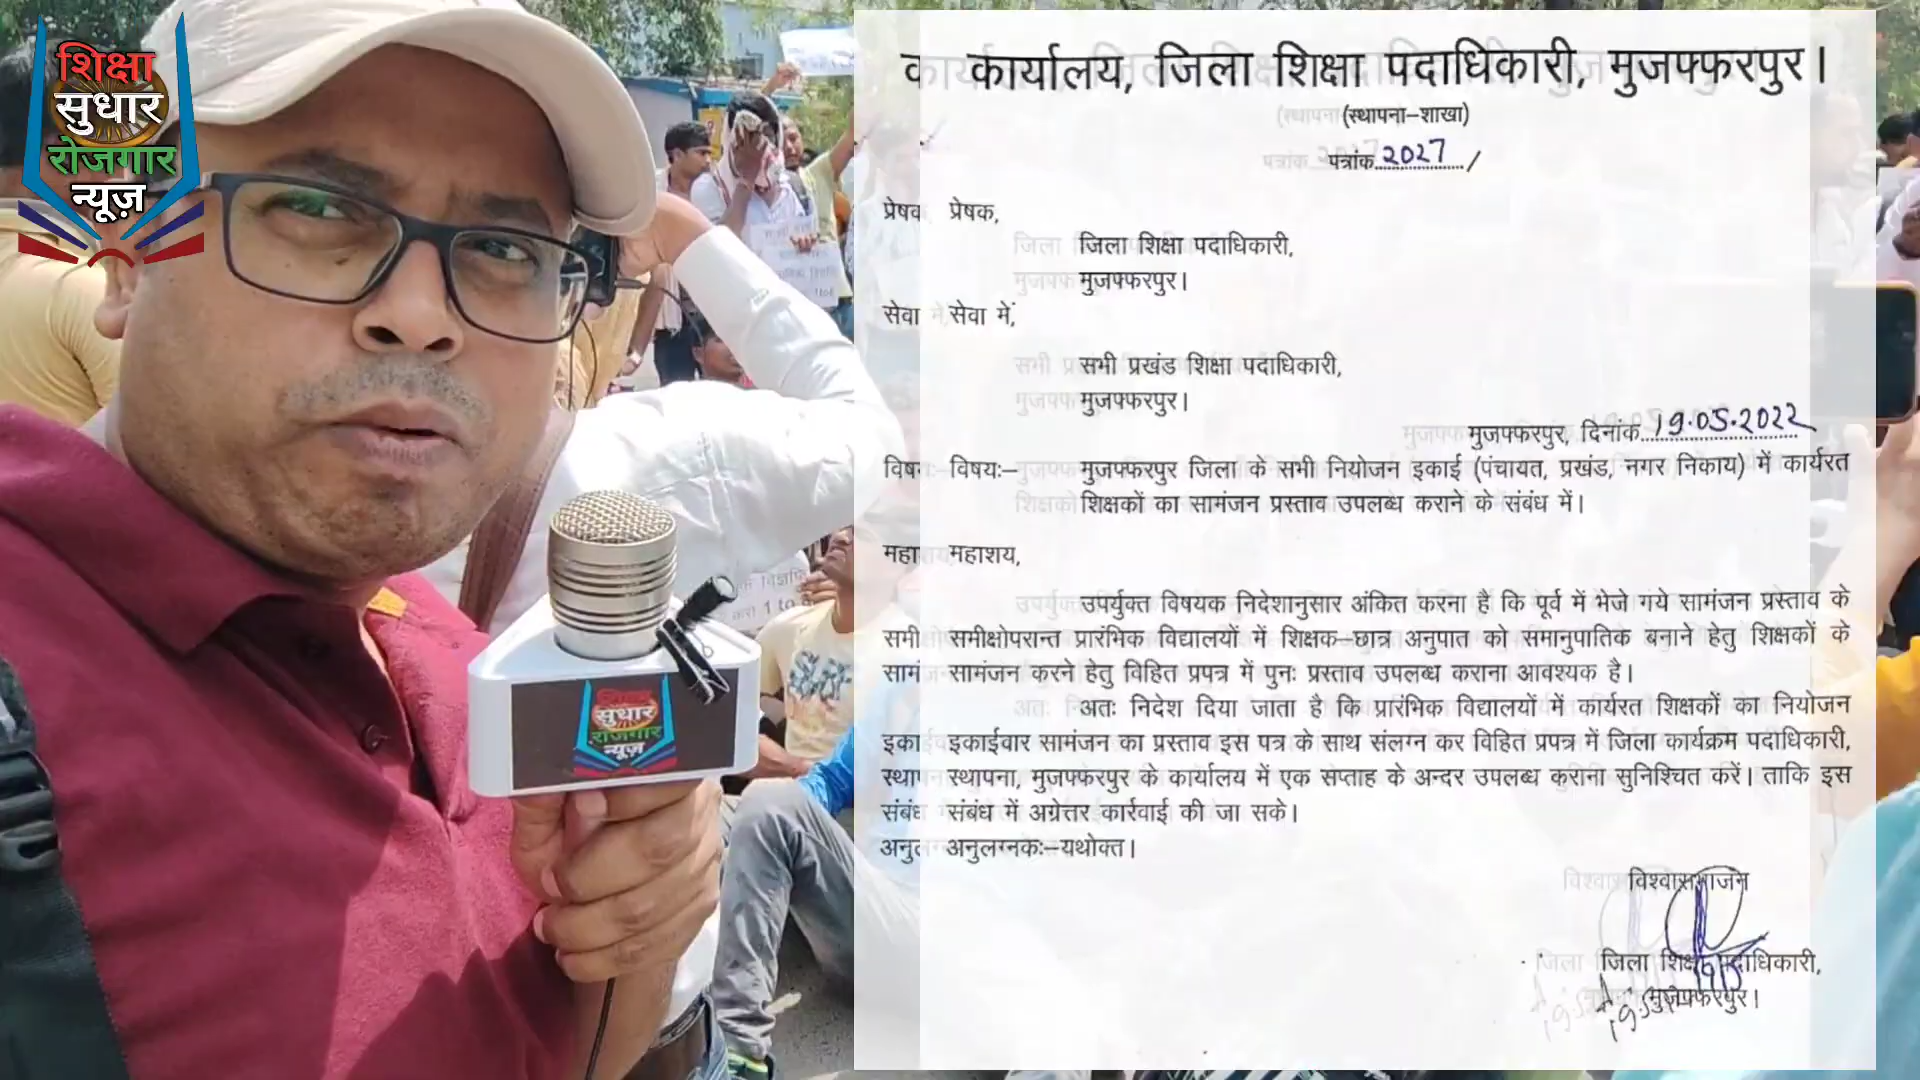 शिक्षा
सुधार
रोजगार
न्यूज़
कार्यालय, जिला शिक्षा पदाधिकारी, मुजफ्फरपुर।
(स्थापना–शाखा)
पत्रांक 2027 /
प्रेषक,
जिला शिक्षा पदाधिकारी,
मुजफ्फरपुर।
सेवा में,
सभी प्रखंड शिक्षा पदाधिकारी,
मुजफ्फरपुर।
मुजफ्फरपुर, दिनांक 19.05.2022
विषयः– मुजफ्फरपुर जिला के सभी नियोजन इकाई (पंचायत, प्रखंड, नगर निकाय) में कार्यरत
शिक्षकों का सामंजन प्रस्ताव उपलब्ध कराने के संबंध में।
महाशय,
उपर्युक्त विषयक निदेशानुसार अंकित करना है कि पूर्व में भेजे गये सामंजन प्रस्ताव के
समीक्षोपरान्त प्रारंभिक विद्यालयों में शिक्षक–छात्र अनुपात को समानुपातिक बनाने हेतु शिक्षकों के
सामंजन करने हेतु विहित प्रपत्र में पुनः प्रस्ताव उपलब्ध कराना आवश्यक है।
अतः निदेश दिया जाता है कि प्रारंभिक विद्यालयों में कार्यरत शिक्षकों का नियोजन
इकाईवार सामंजन का प्रस्ताव इस पत्र के साथ संलग्न कर विहित प्रपत्र में जिला कार्यक्रम पदाधिकारी,
स्थापना, मुजफ्फरपुर के कार्यालय में एक सप्ताह के अन्दर उपलब्ध कराना सुनिश्चित करें। ताकि इस
संबंध में अग्रेत्तर कार्रवाई की जा सके।
अनुलग्नकः–यथोक्त।
विश्वासभाजन
जिला शिक्षा पदाधिकारी,
मुजफ्फरपुर।
सुधार
रोजगार
न्यूज़